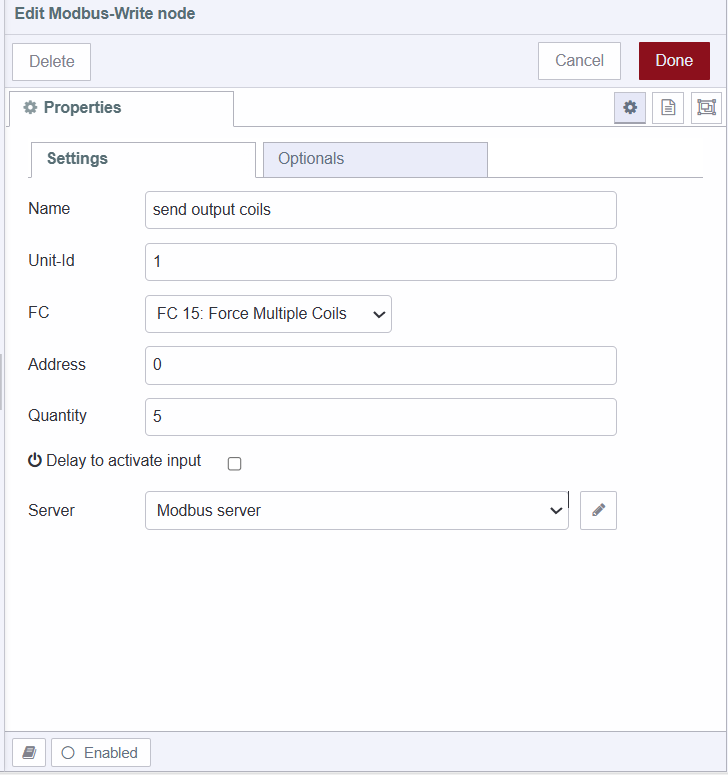 Edit Modbus-Write node
Delete
Cancel
Done
Properties
Settings
Optionals
Name
send output coils
Unit-Id
1
FC
FC 15: Force Multiple Coils
Address
0
Quantity
5
Delay to activate input
Server
Modbus server
Enabled